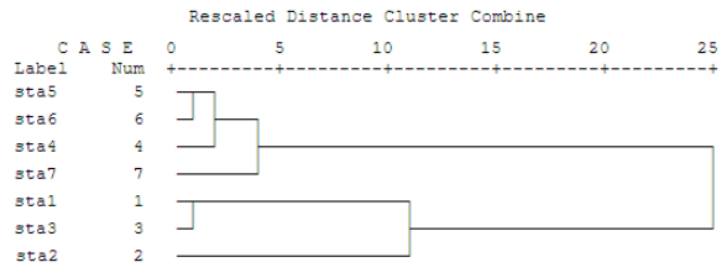 Rescaled Distance Cluster Combine
C A S E 0 5 10 15 20 25
Label Num +---------+---------+---------+---------+---------+
sta5 5
sta6 6
sta4 4
sta7 7
sta1 1
sta3 3
sta2 2